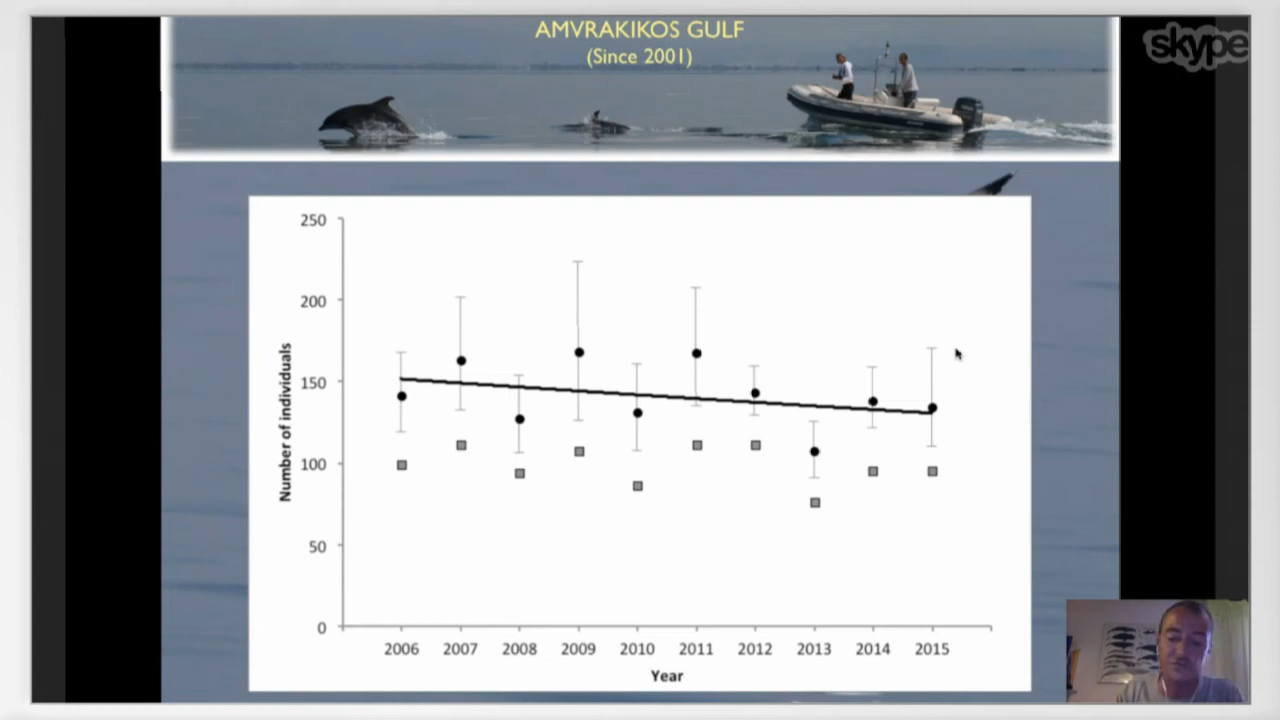 AMVRAKIKOS GULF
(Since 2001)
skype
250
200
150
100
50
0
Number of individuals
2006 2007 2008 2009 2010 2011 2012 2013 2014 2015
Year